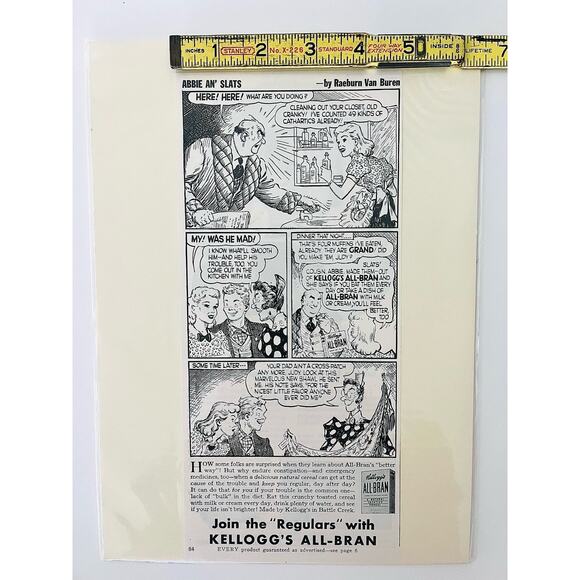 INCHES 1 STANLEY 2 No. X-226 3 STANGUARD 4 FOUR WAY EXTENSION 5 INSIDE LIFETIME 7
ABBIE AN' SLATS —by Raeburn Van Buren
HERE! HERE! WHAT ARE YOU DOING?
CLEANING OUT YOUR CLOSET, OLD
CRANKY! I'VE COUNTED 49 KINDS OF
CATHARTICS ALREADY!
MY! WAS HE MAD!
I KNOW WHAT'LL SMOOTH
HIM—AND HELP HIS
TROUBLE, TOO. YOU
COME OUT IN THE
KITCHEN WITH ME
DINNER THAT NIGHT...
THAT'S FOUR MUFFINS I'VE EATEN,
ALREADY. THEY ARE GRAND! DID
YOU MAKE 'EM, JUDY?
SLATS'
COUSIN, ABBIE, MADE THEM—OUT
OF KELLOGG'S ALL-BRAN AND
SHE SAYS IF YOU EAT THEM EVERY
DAY OR TAKE A DISH OF
ALL-BRAN WITH MILK
OR CREAM, YOU'LL FEEL
BETTER,
TOO
ALL-BRAN
SOME TIME LATER---
YOUR DAD AIN'T A CROSS-PATCH
ANY MORE, JUDY. LOOK AT THIS
MARVELOUS NEW SHAWL HE SENT
ME. HIS NOTE SAYS, "FOR THE
NICEST LITTLE FAVOR ANYONE
EVER DID ME!"
HOW some folks are surprised when they learn about All-Bran's "better
way"! But why endure constipation—and emergency
medicines, too—when a delicious natural cereal can get at the
cause of the trouble and keep you regular, day after day?
It can do that for you if your trouble is the common one—
lack of "bulk" in the diet. Eat this crunchy toasted cereal
with milk or cream every day, drink plenty of water, and see
if your life isn't brighter! Made by Kellogg's in Battle Creek.
Kellogg's
ALL-BRAN
Join the "Regulars" with
KELLOGG'S ALL-BRAN
84 EVERY product guaranteed as advertised—see page 6